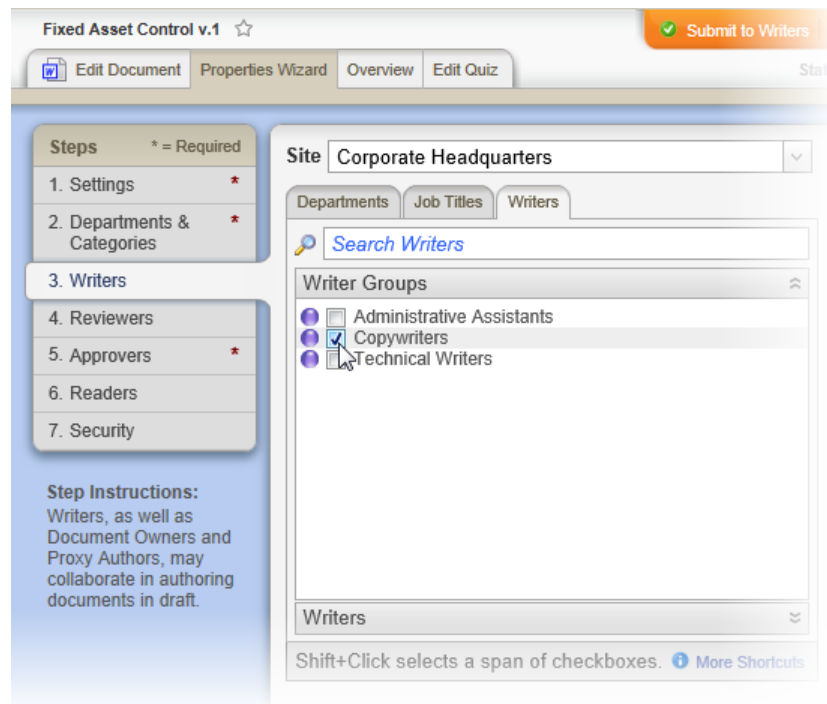 Fixed Asset Control v.1
Submit to Writers
Edit Document
Properties Wizard
Overview
Edit Quiz
Steps * = Required
1. Settings *
2. Departments & *
Categories
3. Writers
4. Reviewers
5. Approvers *
6. Readers
7. Security
Step Instructions:
Writers, as well as
Document Owners and
Proxy Authors, may
collaborate in authoring
documents in draft.
Site Corporate Headquarters
Departments
Job Titles
Writers
Search Writers
Writer Groups
Administrative Assistants
Copywriters
Technical Writers
Writers
Shift+Click selects a span of checkboxes. More Shortcuts